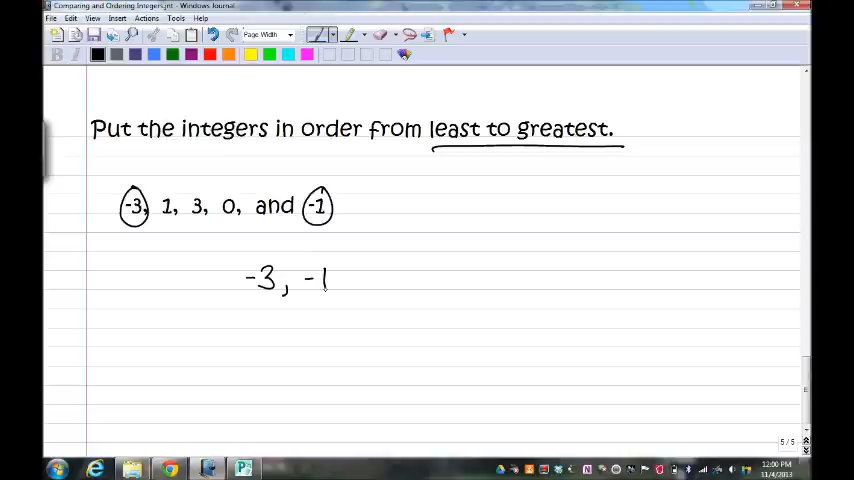 Comparing and Ordering Integers.jnt - Windows Journal
File Edit View Insert Actions Tools Help
Page Width
B I
Put the integers in order from least to greatest.
-3, 1, 3, 0, and -1
-3, -1
5/5
12:00 PM
11/4/2013